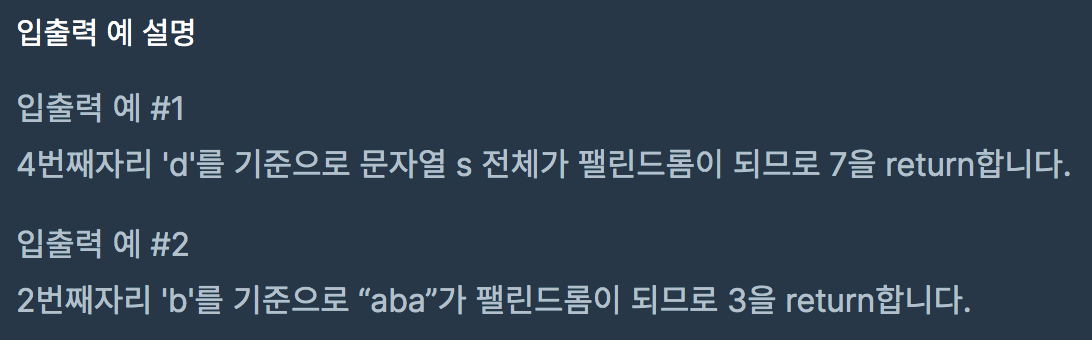 입출력 예 설명
입출력 예 #1
4번째자리 'd'를 기준으로 문자열 s 전체가 팰린드롬이 되므로 7을 return합니다.
입출력 예 #2
2번째자리 'b'를 기준으로 “aba”가 팰린드롬이 되므로 3을 return합니다.